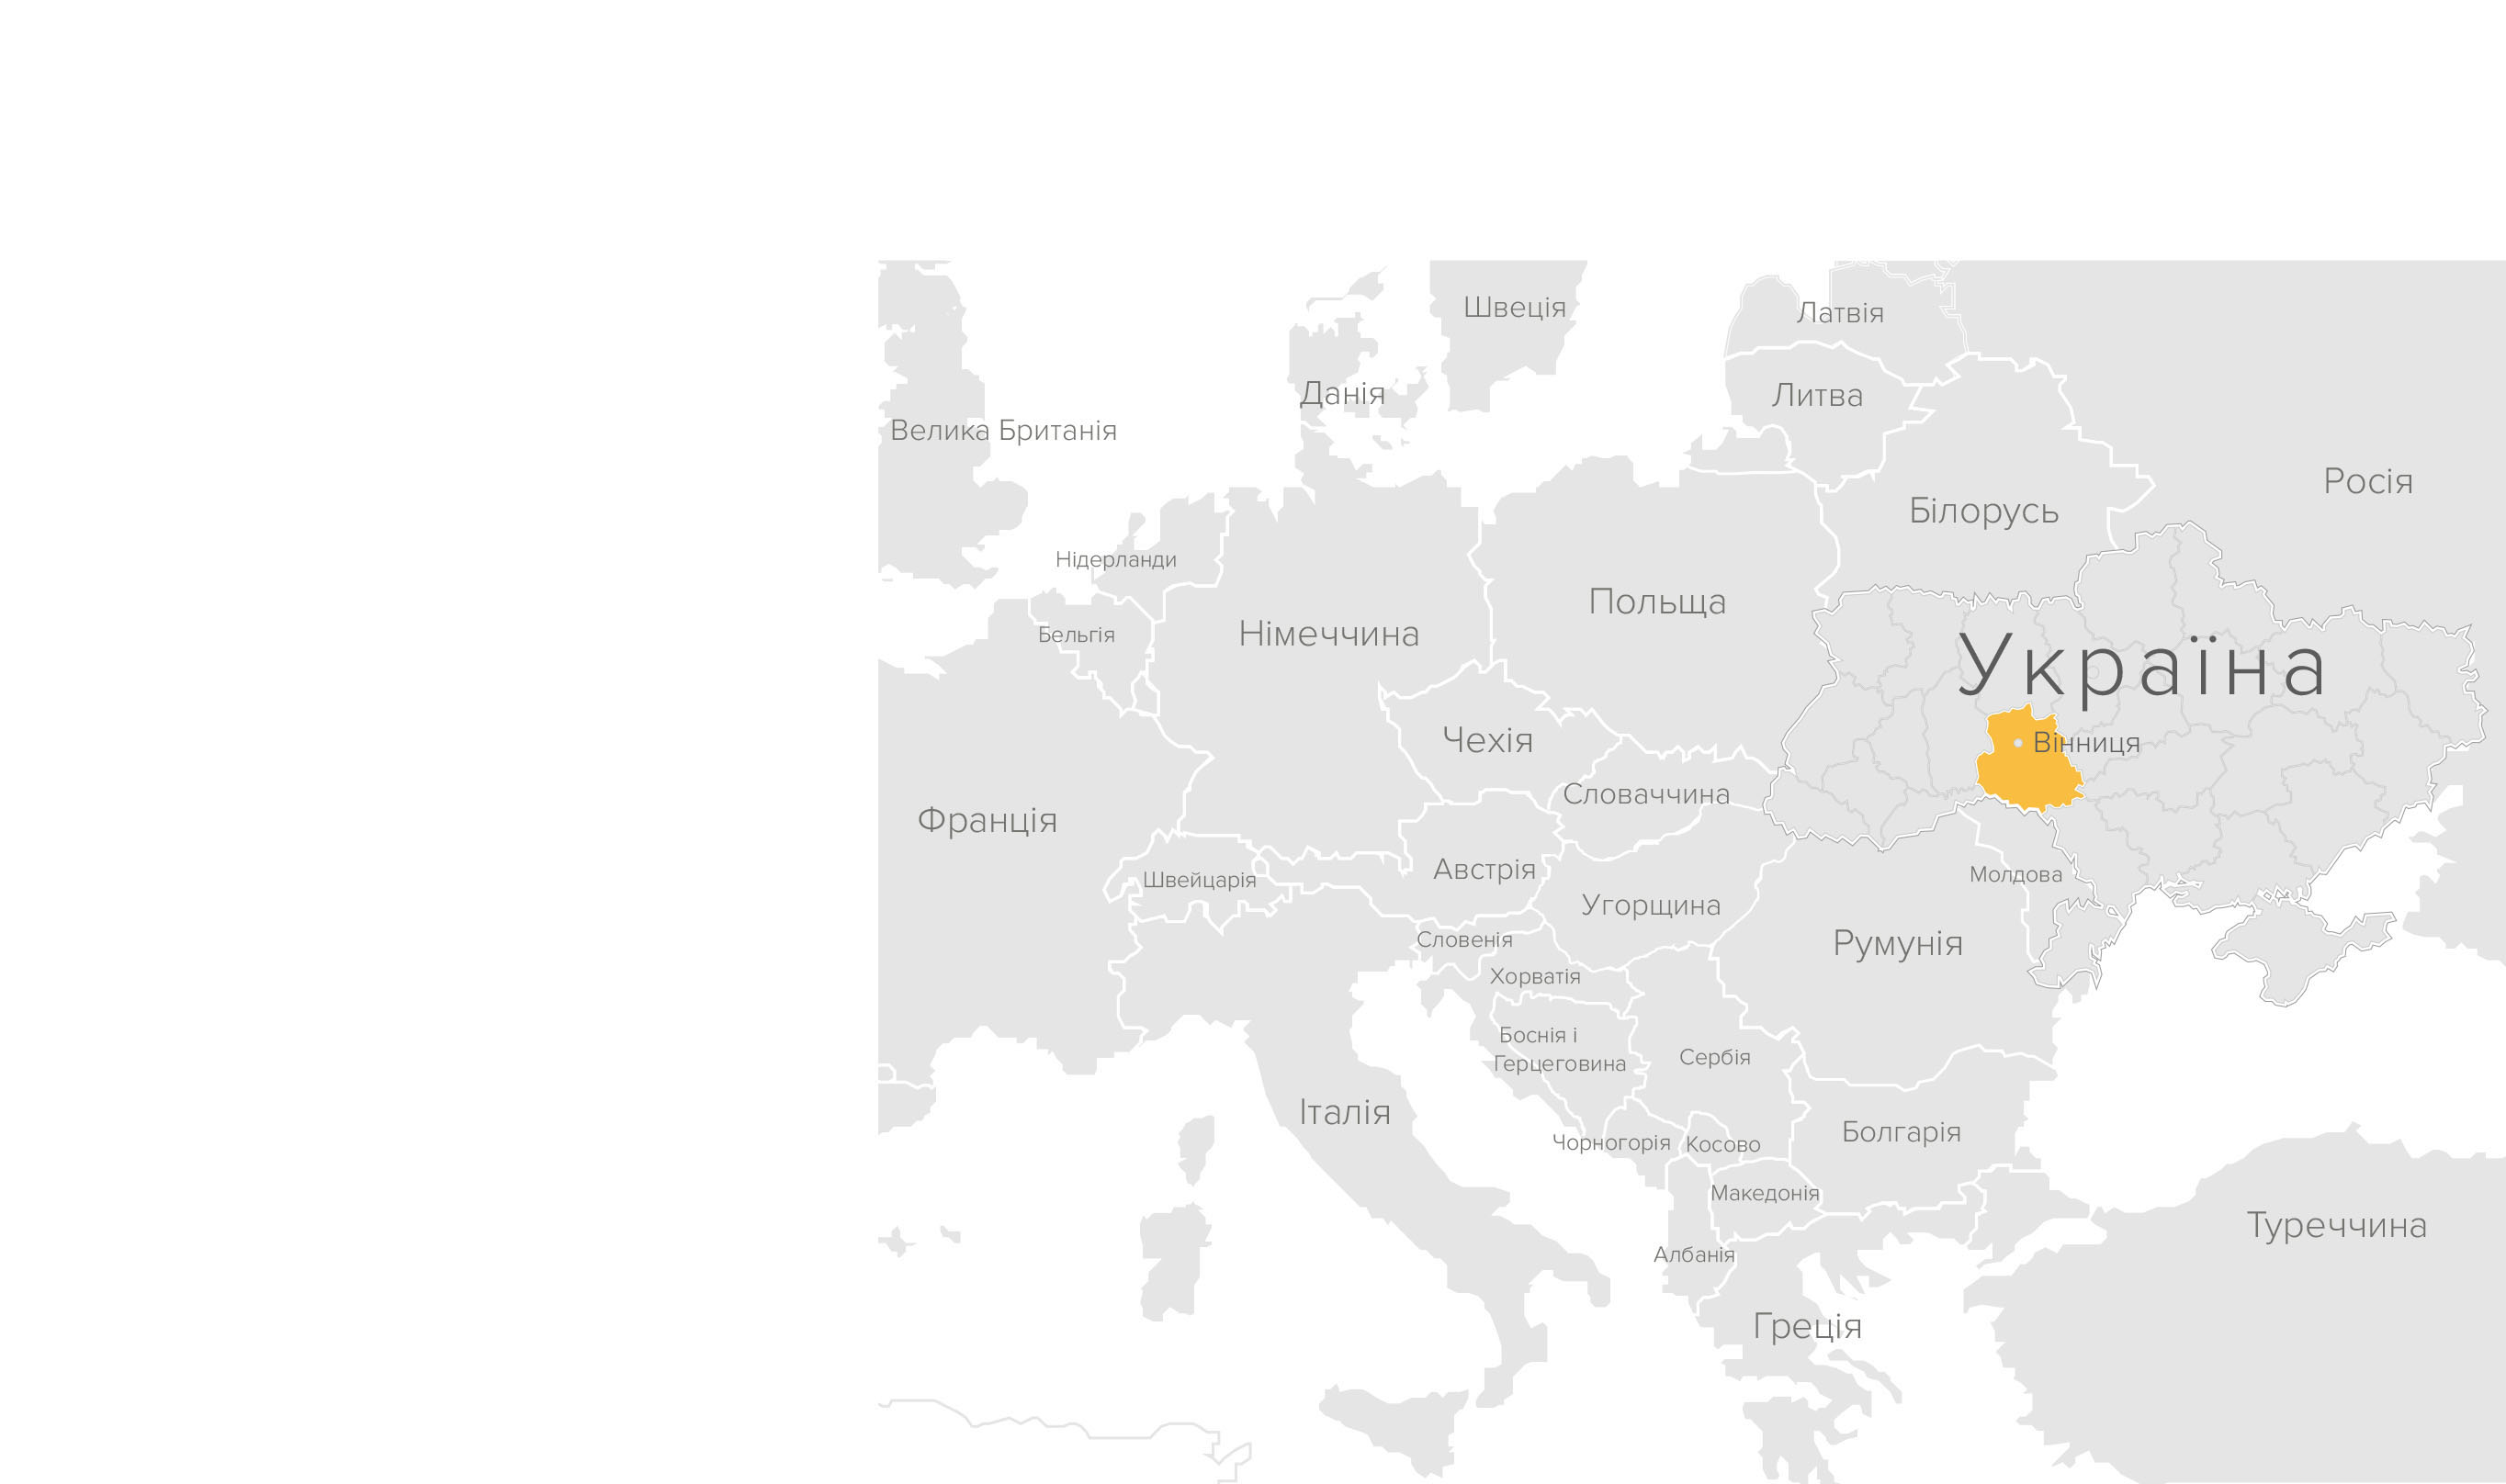 Швеція
Латвія
Данія
Литва
Велика Британія
Росія
Білорусь
Нідерланди
Польща
Бельгія
Німеччина
Україна
Чехія
Вінниця
Словаччина
Франція
Австрія
Молдова
Швейцарія
Угорщина
Словенія
Румунія
Хорватія
Боснія і
Герцеговина
Сербія
Італія
Болгарія
Чорногорія
Косово
Македонія
Туреччина
Албанія
Греція